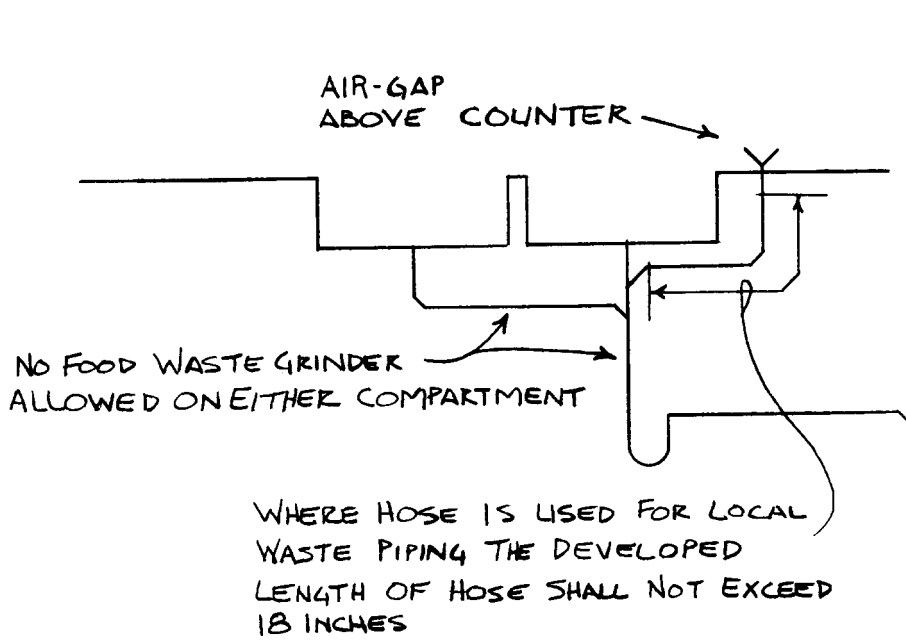 AIR-GAP
ABOVE COUNTER
NO FOOD WASTE GRINDER
ALLOWED ON EITHER COMPARTMENT
WHERE HOSE IS USED FOR LOCAL
WASTE PIPING THE DEVELOPED
LENGTH OF HOSE SHALL NOT EXCEED
18 INCHES